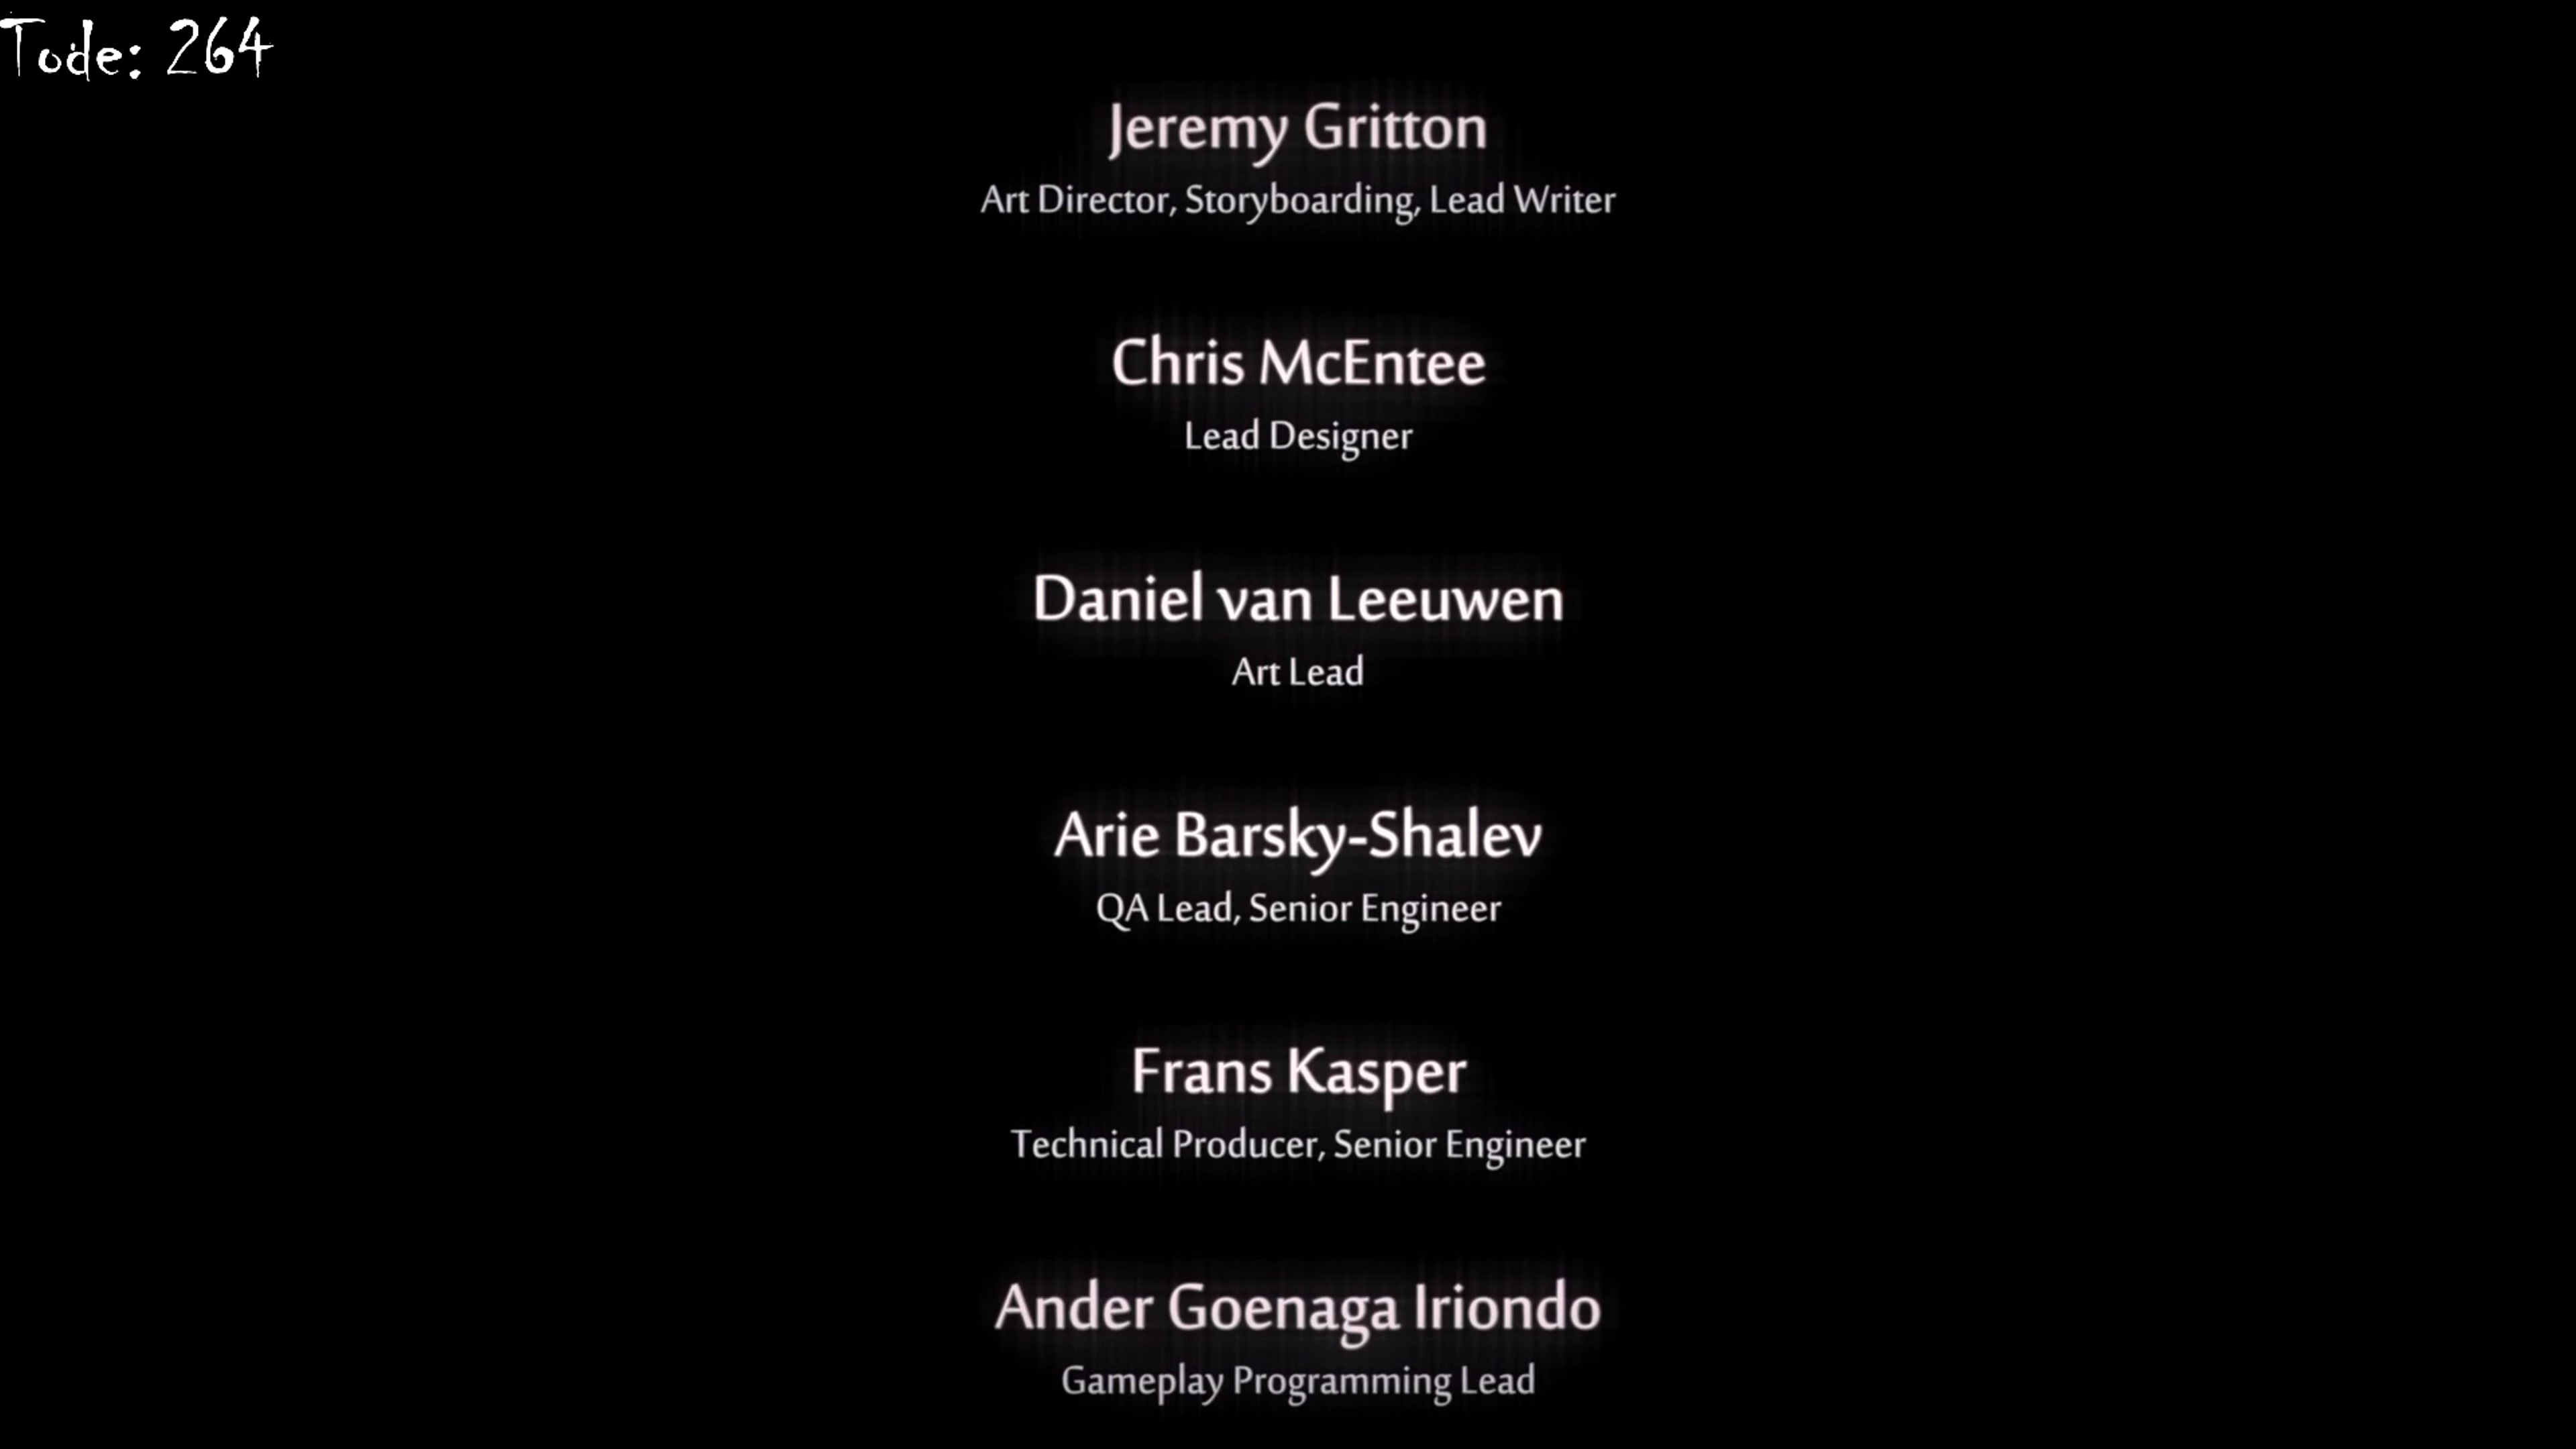 Tode: 264
Jeremy Gritton
Art Director, Storyboarding, Lead Writer
Chris McEntee
Lead Designer
Daniel van Leeuwen
Art Lead
Arie Barsky-Shalev
QA Lead, Senior Engineer
Frans Kasper
Technical Producer, Senior Engineer
Ander Goenaga Iriondo
Gameplay Programming Lead